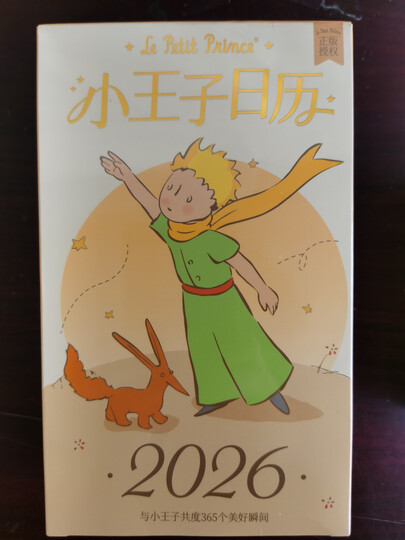 Le Petit Prince®
正版
授权
小王子日历
·2026·
与小王子共度365个美好瞬间